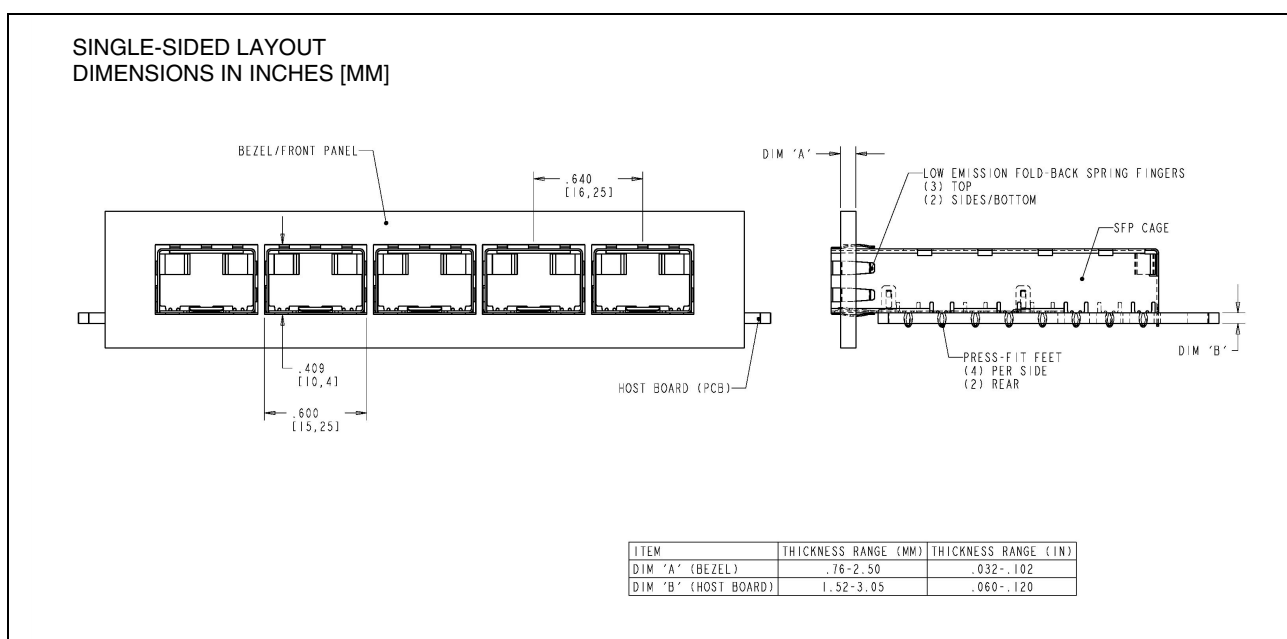 SINGLE-SIDED LAYOUT
DIMENSIONS IN INCHES [MM]
BEZEL/FRONT PANEL
.640
[16,25]
.409
[10,4]
.600
[15,25]
HOST BOARD (PCB)
DIM 'A'
LOW EMISSION FOLD-BACK SPRING FINGERS
(3) TOP
(2) SIDES/BOTTOM
SFP CAGE
DIM 'B'
PRESS-FIT FEET
(4) PER SIDE
(2) REAR
ITEM THICKNESS RANGE (MM) THICKNESS RANGE (IN)
DIM 'A' (BEZEL) .76-2.50 .032-.102
DIM 'B' (HOST BOARD) 1.52-3.05 .060-.120